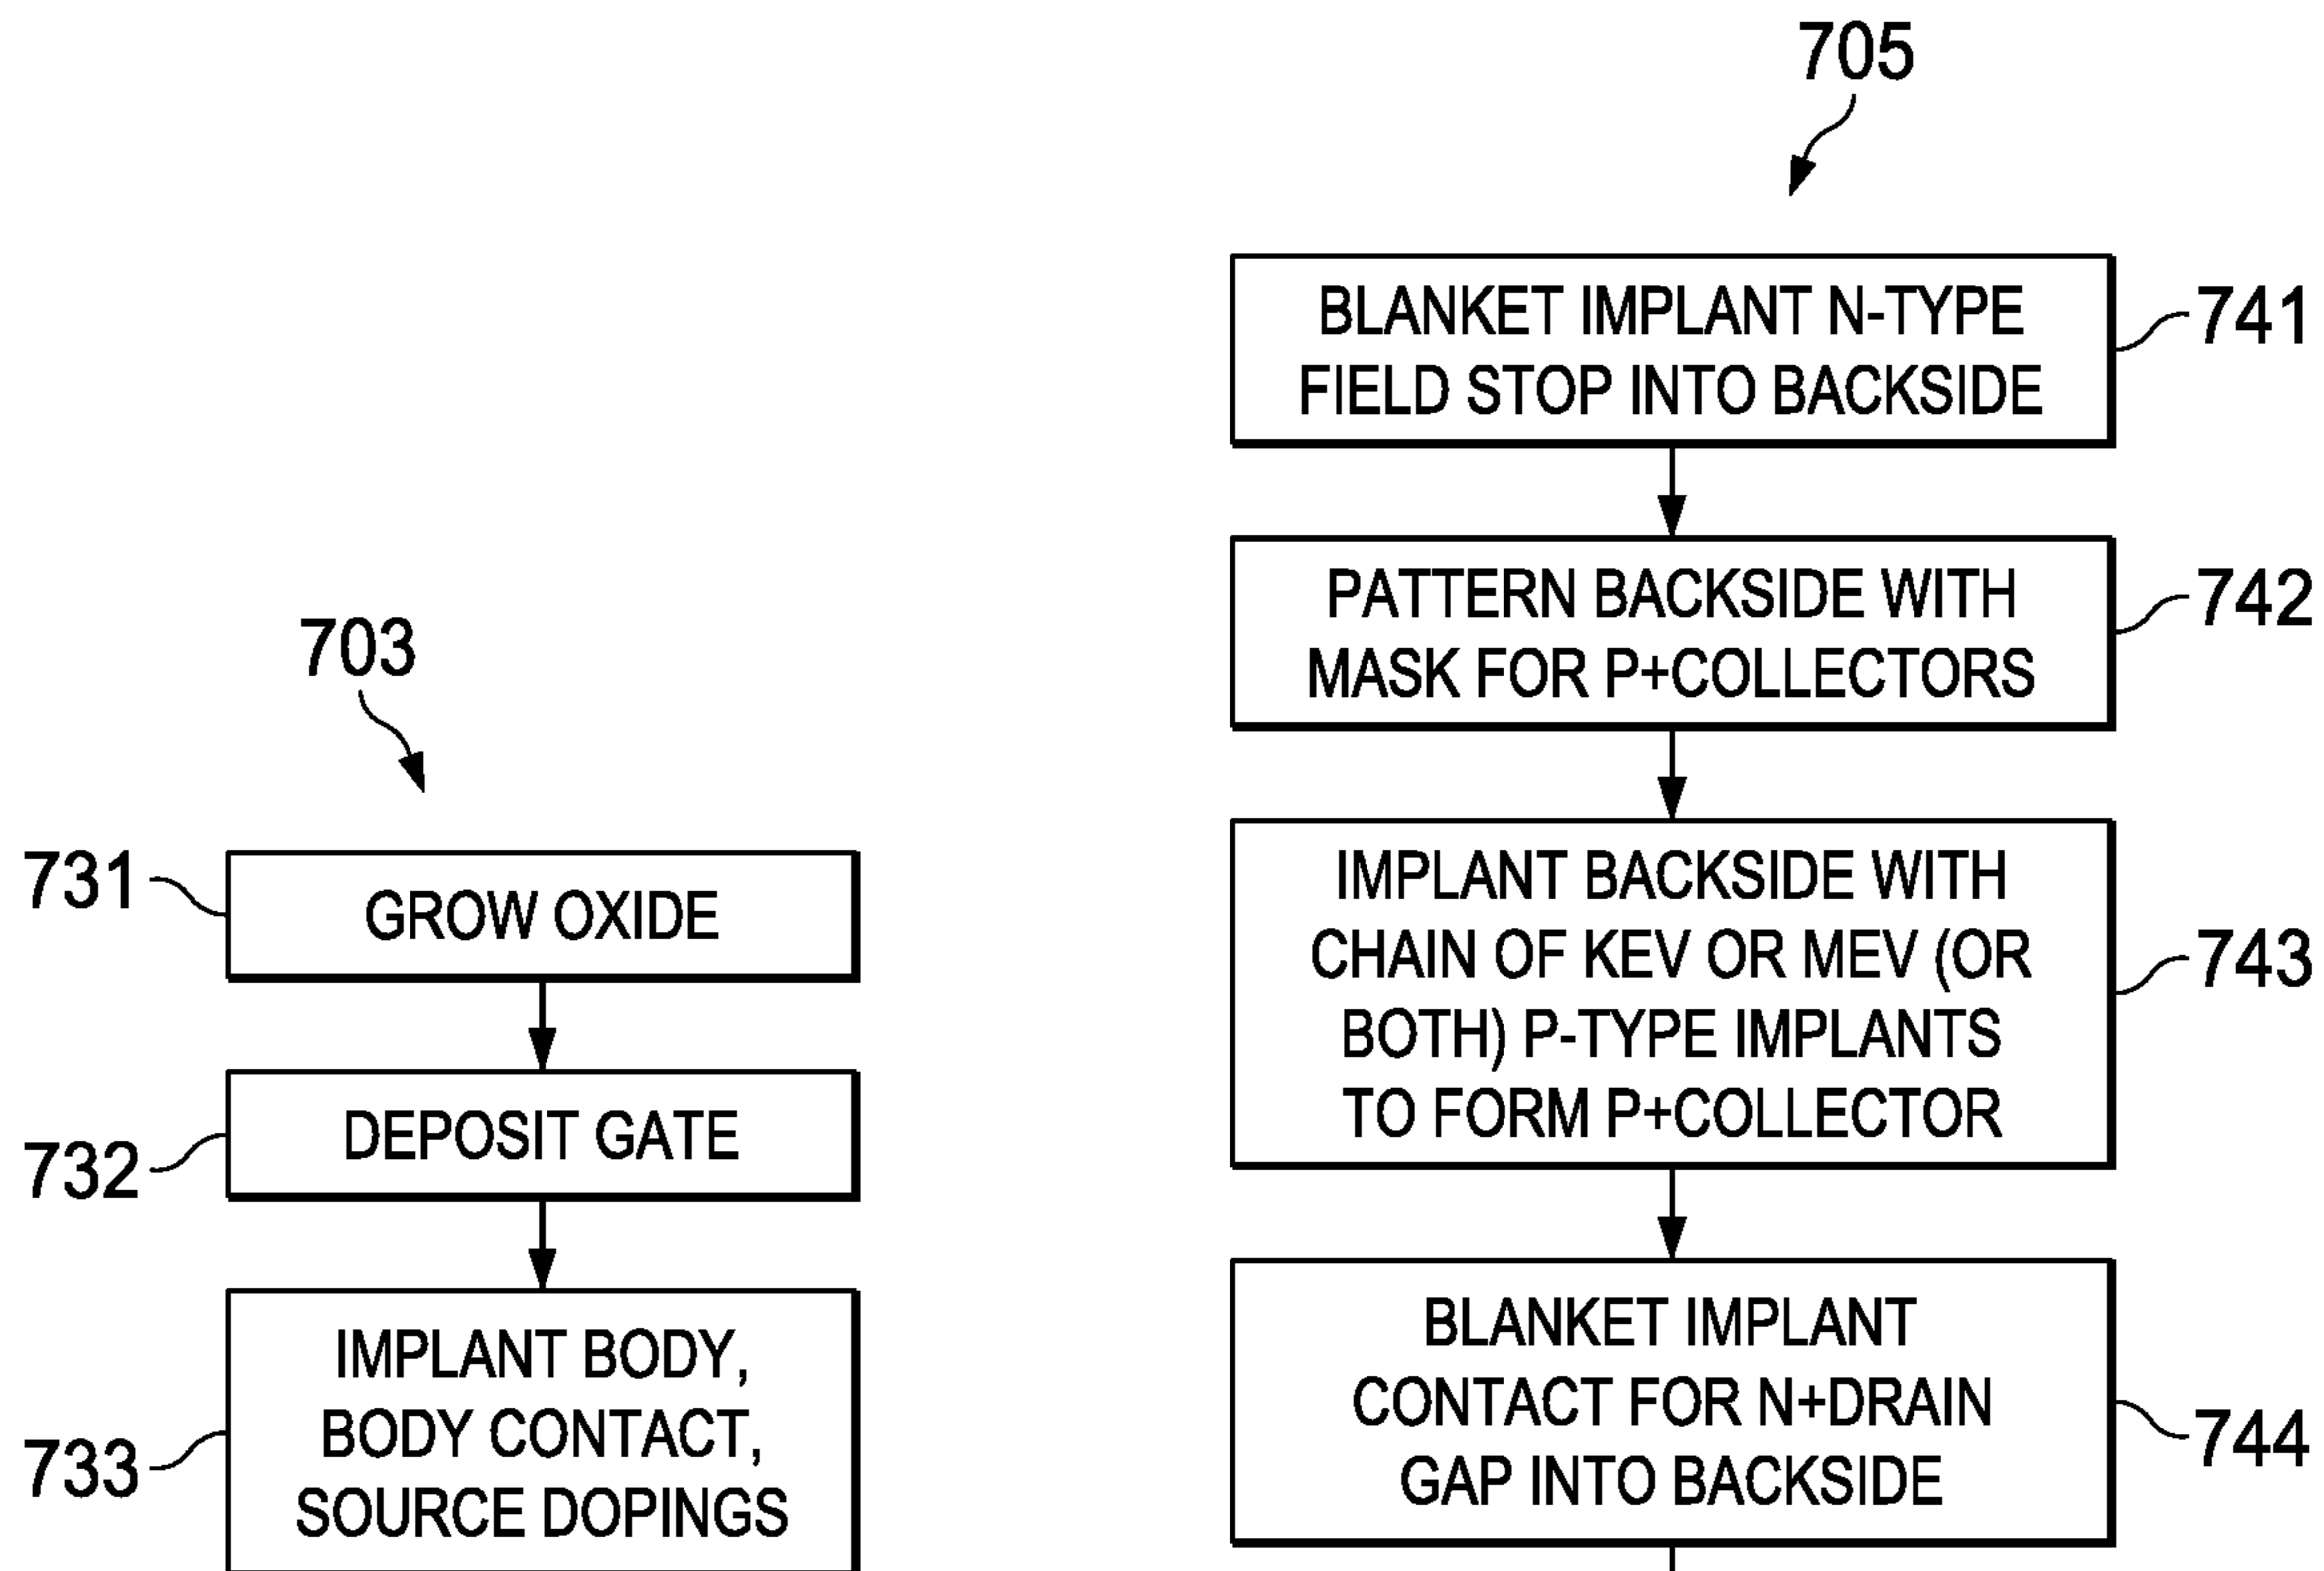 703
731
GROW OXIDE
732
DEPOSIT GATE
733
IMPLANT BODY,
BODY CONTACT,
SOURCE DOPINGS
705
BLANKET IMPLANT N-TYPE
FIELD STOP INTO BACKSIDE
741
PATTERN BACKSIDE WITH
MASK FOR P+COLLECTORS
742
IMPLANT BACKSIDE WITH
CHAIN OF KEV OR MEV (OR
BOTH) P-TYPE IMPLANTS
TO FORM P+COLLECTOR
743
BLANKET IMPLANT
CONTACT FOR N+DRAIN
GAP INTO BACKSIDE
744